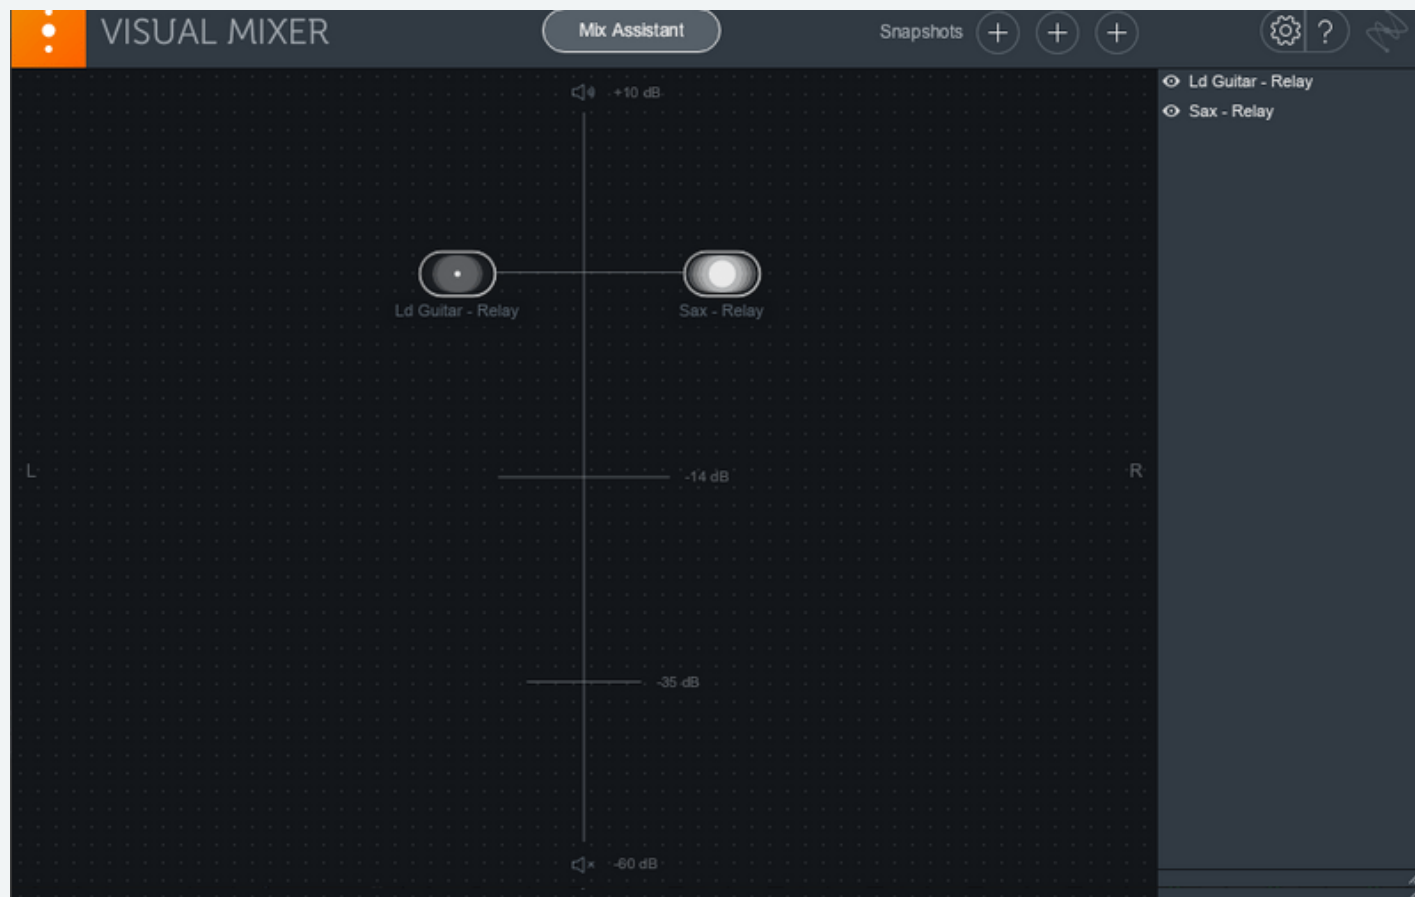 VISUAL MIXER
Mix Assistant
Snapshots + + +
?
+10 dB
Ld Guitar - Relay
Sax - Relay
Ld Guitar - Relay
Sax - Relay
L
-14 dB
R
-35 dB
-60 dB